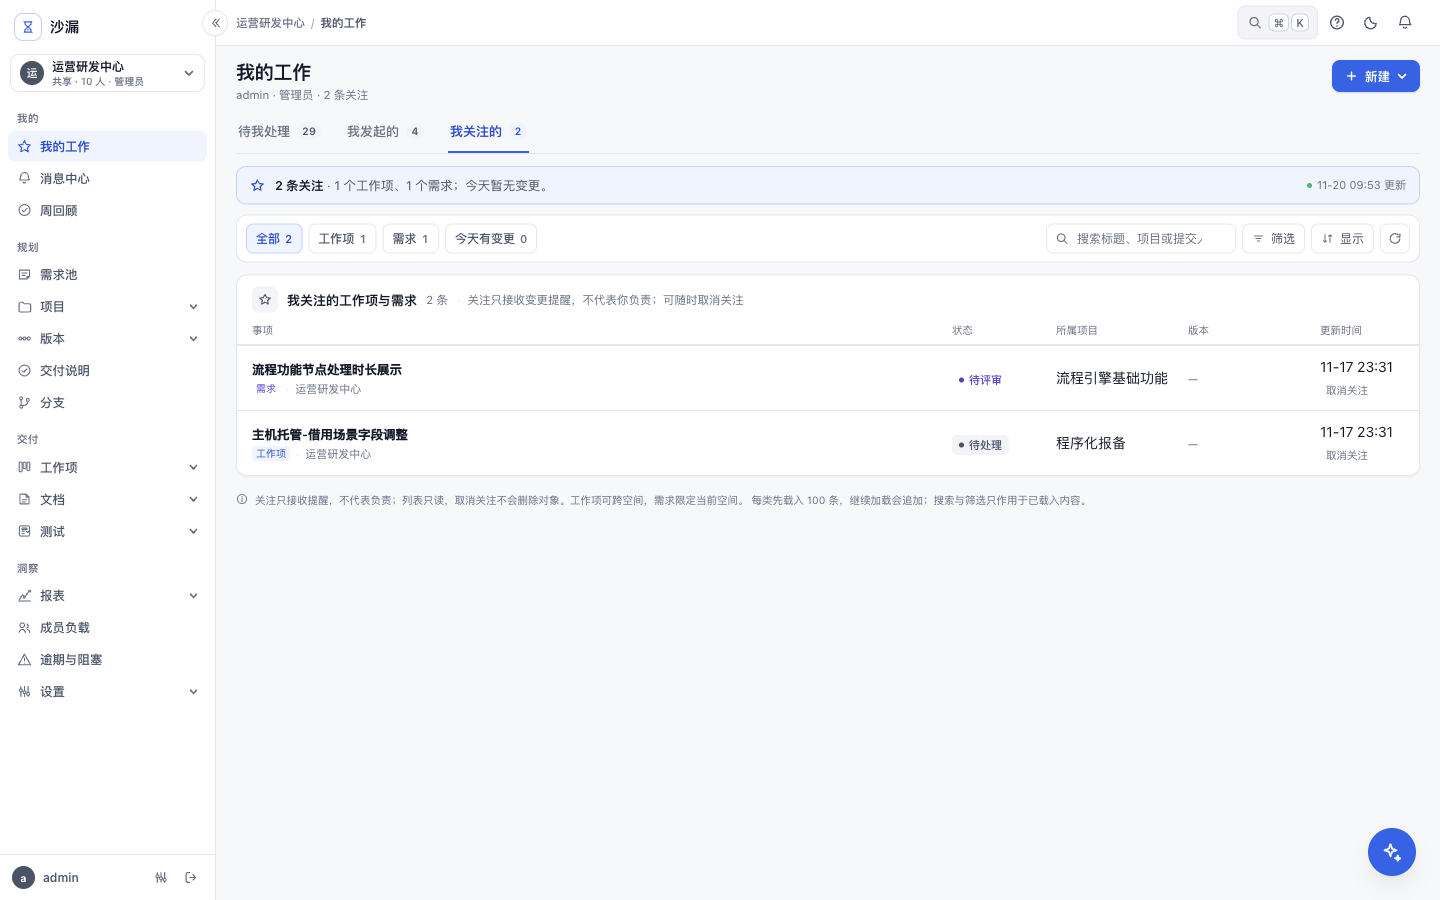 沙漏
运
运营研发中心
共享 · 10 人 · 管理员
我的
我的工作
消息中心
周回顾
规划
需求池
项目
版本
交付说明
分支
交付
工作项
文档
测试
洞察
报表
成员负载
逾期与阻塞
设置
a admin
运营研发中心 / 我的工作
⌘ K
我的工作
admin · 管理员 · 2 条关注
新建
待我处理 29 我发起的 4 我关注的 2
2 条关注 · 1 个工作项、1 个需求；今天暂无变更。
11-20 09:53 更新
全部 2 工作项 1 需求 1 今天有变更 0
搜索标题、项目或提交
筛选 显示
我关注的工作项与需求 2 条 · 关注只接收变更提醒，不代表你负责；可随时取消关注
事项 状态 所属项目 版本 更新时间
流程功能节点处理时长展示
需求 · 运营研发中心
待评审 流程引擎基础功能 — 11-17 23:31
取消关注
主机托管-借用场景字段调整
工作项 · 运营研发中心
待处理 程序化报备 — 11-17 23:31
取消关注
关注只接收提醒，不代表负责；列表只读，取消关注不会删除对象。工作项可跨空间，需求限定当前空间。 每类先载入 100 条，继续加载会追加；搜索与筛选只作用于已载入内容。